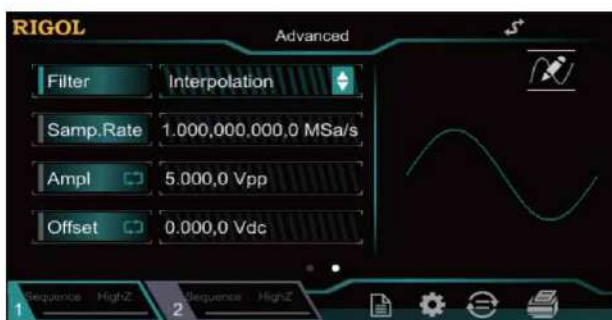 RIGOL
Advanced
Filter Interpolation
Samp.Rate 1.000,000,000,0 MSa/s
Ampl 5.000,0 Vpp
Offset 0.000,0 Vdc
1 Sequence HighZ 2 Sequence HighZ